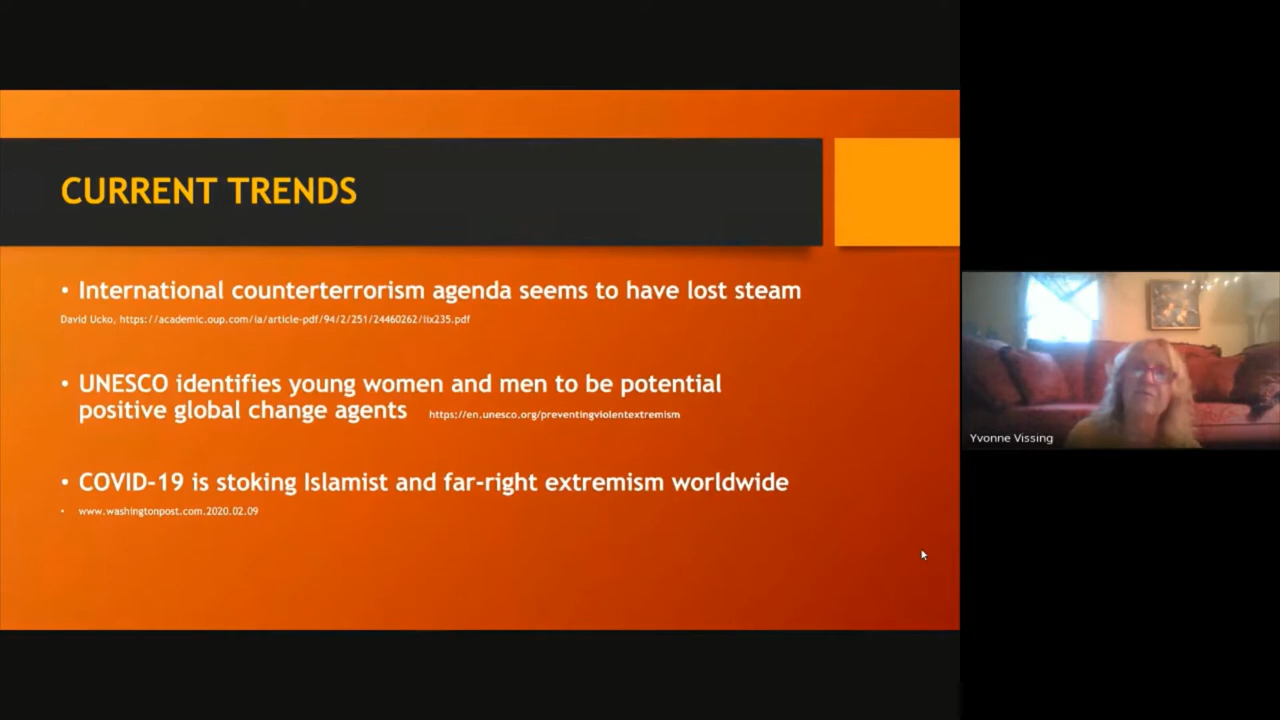 CURRENT TRENDS
• International counterterrorism agenda seems to have lost steam
David Ucko, https://academic.oup.com/ia/article-pdf/94/2/251/24460262/iix235.pdf
• UNESCO identifies young women and men to be potential
positive global change agents https://en.unesco.org/preventingviolentextremism
• COVID-19 is stoking Islamist and far-right extremism worldwide
• www.washingtonpost.com.2020.02.09
Yvonne Vissing